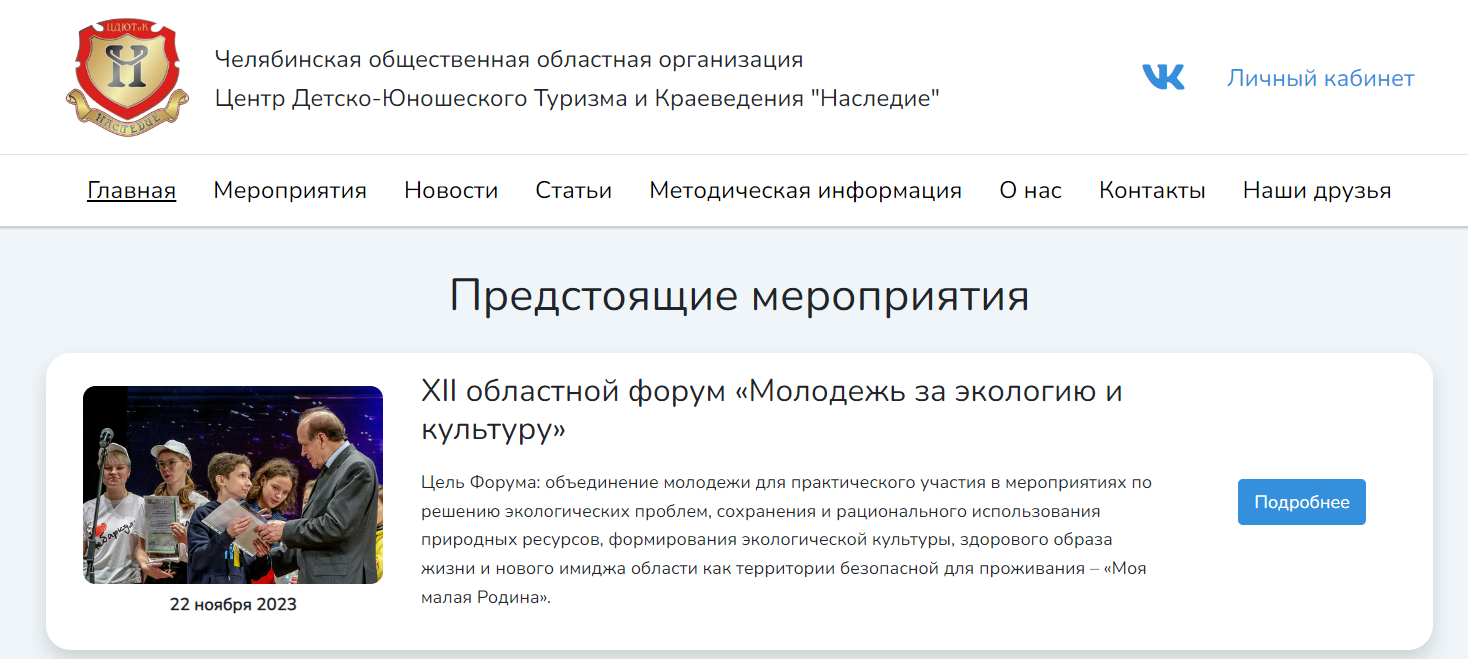 ЦДЮТиК
Н
НАСЛЕДИЕ
Челябинская общественная областная организация
Центр Детско-Юношеского Туризма и Краеведения "Наследие"
Личный кабинет
Главная Мероприятия Новости Статьи Методическая информация О нас Контакты Наши друзья
Предстоящие мероприятия
XII областной форум «Молодежь за экологию и
культуру»
Цель Форума: объединение молодежи для практического участия в мероприятиях по
решению экологических проблем, сохранения и рационального использования
природных ресурсов, формирования экологической культуры, здорового образа
жизни и нового имиджа области как территории безопасной для проживания – «Моя
малая Родина».
Подробнее
22 ноября 2023